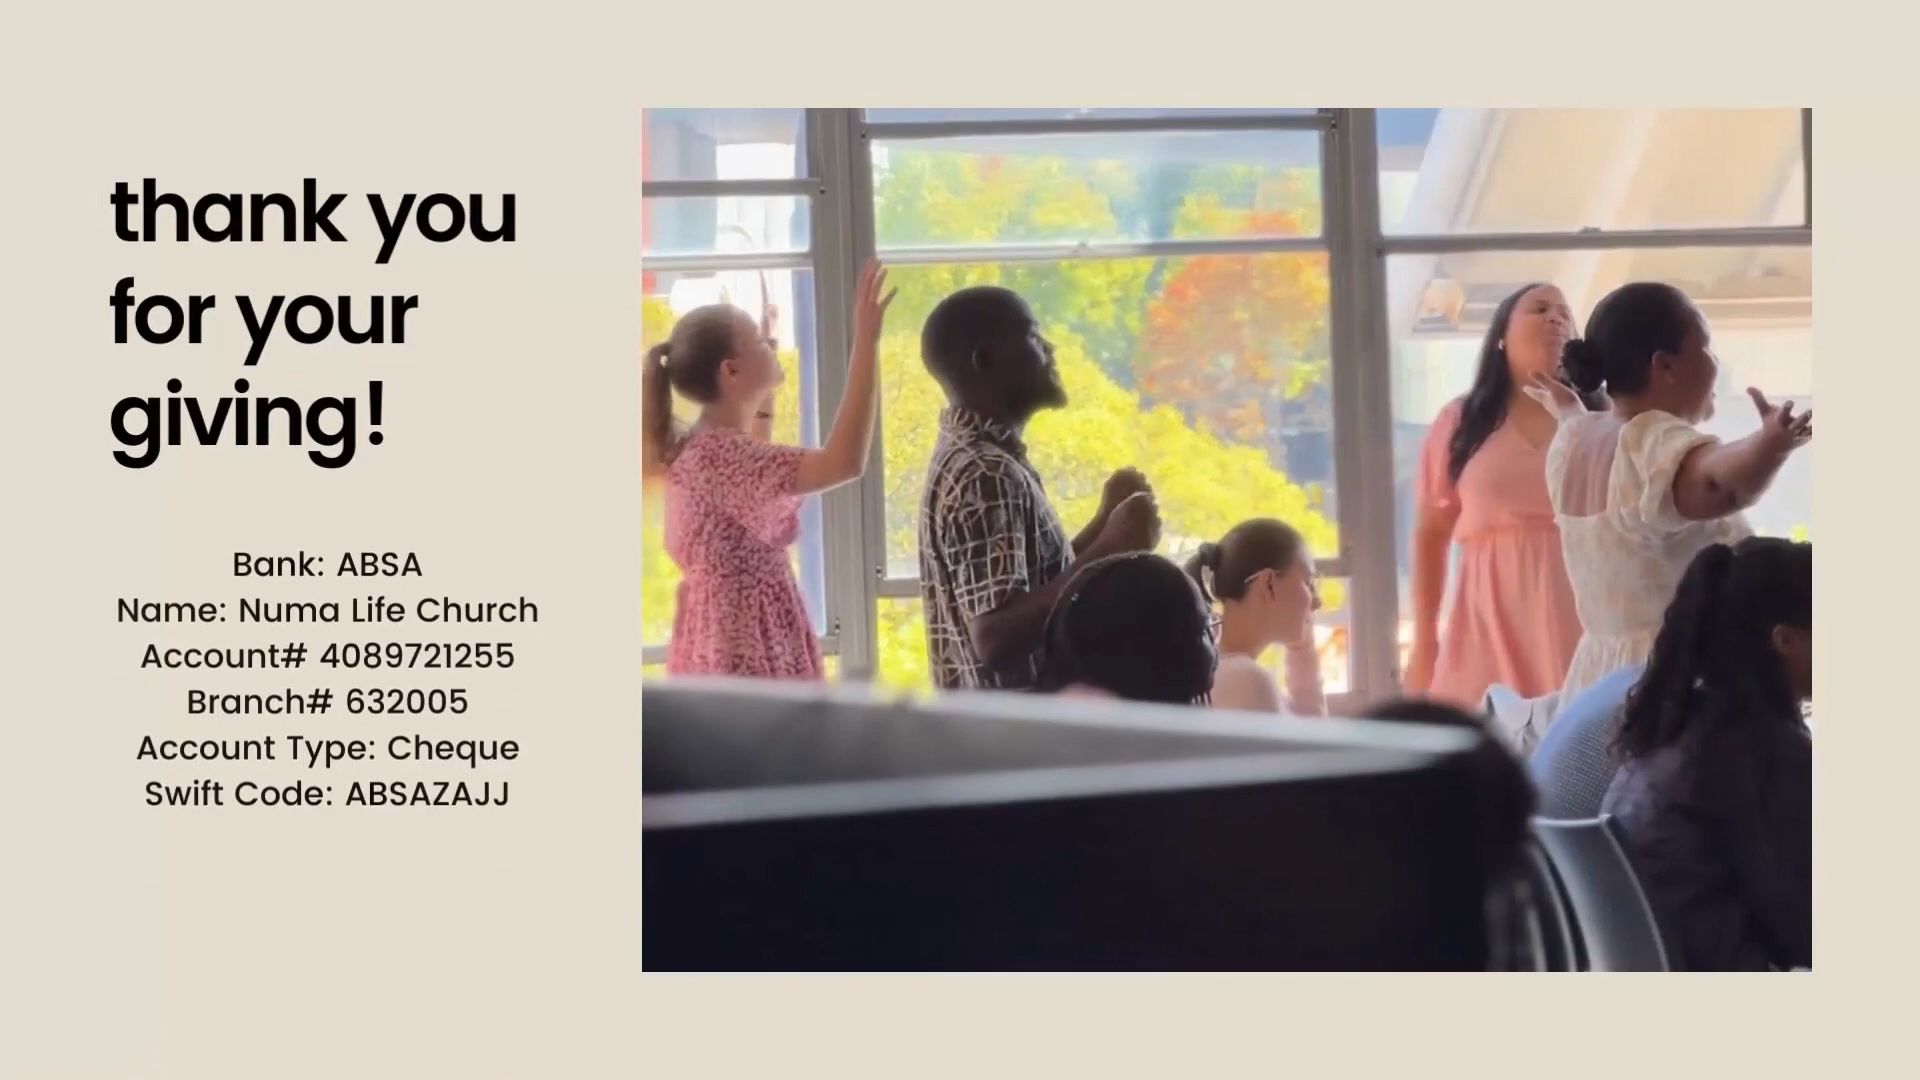 thank you
for your
giving!
Bank: ABSA
Name: Numa Life Church
Account# 4089721255
Branch# 632005
Account Type: Cheque
Swift Code: ABSAZAJJ